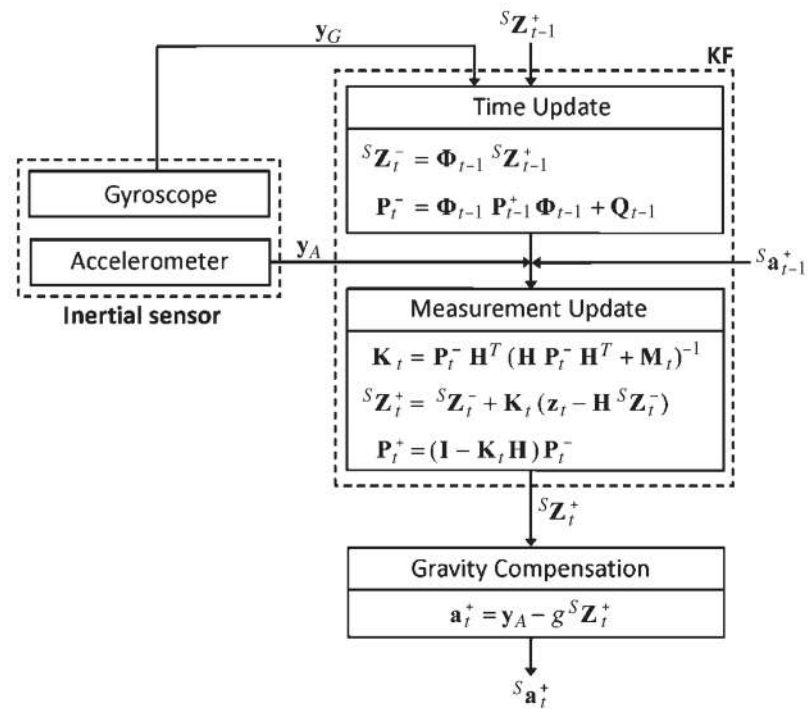 y_G
^S Z^+_{t−1}
KF
Time Update
^S Z^-_t = Φ_{t−1} ^S Z^+_{t−1}
P^-_t = Φ_{t−1} P^+_{t−1} Φ_{t−1} + Q_{t−1}
Gyroscope
Accelerometer
y_A
^S a^+_{t−1}
Inertial sensor
Measurement Update
K_t = P^-_t H^T (H P^-_t H^T + M_t)^{−1}
^S Z^+_t = ^S Z^-_t + K_t (z_t − H ^S Z^-_t)
P^+_t = (I − K_t H) P^-_t
^S Z^+_t
Gravity Compensation
a^+_t = y_A − g ^S Z^+_t
^S a^+_t